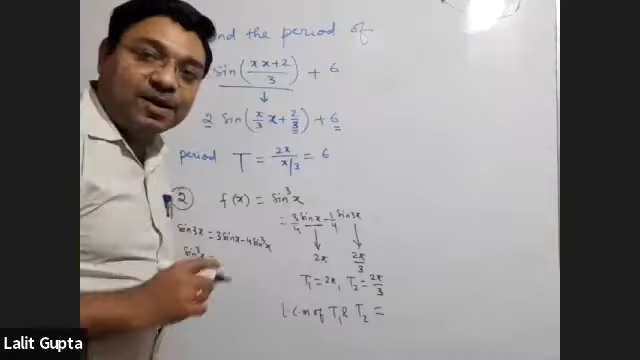 nd the period of
sin(πx+2/3) + 6
2 sin(π/3 x + 2/3) + 6
period T = 2π/π/3 = 6
2 f(x) = sin³x
= 3/4 sinx - 1/4 sin3x
sin3x = 3sinx - 4sin³x
sin³x =
2π 2π/3
T₁ = 2π, T₂ = 2π/3
L.C.M of T₁ & T₂ =
Lalit Gupta